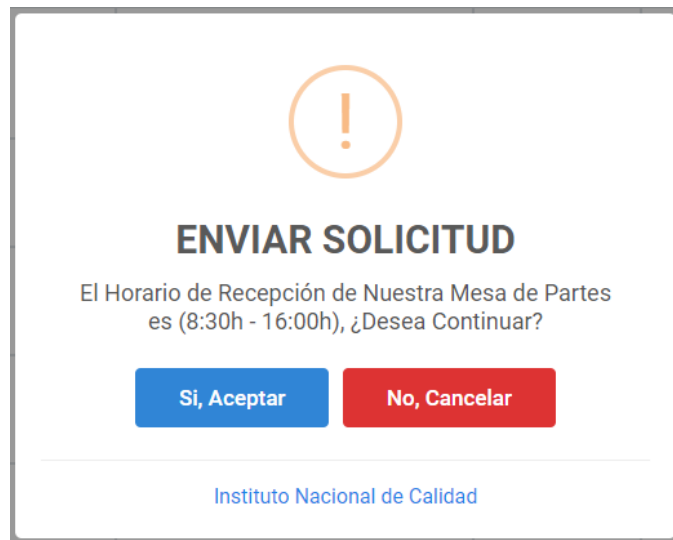 !
ENVIAR SOLICITUD
El Horario de Recepción de Nuestra Mesa de Partes
es (8:30h - 16:00h), ¿Desea Continuar?
Si, Aceptar
No, Cancelar
Instituto Nacional de Calidad